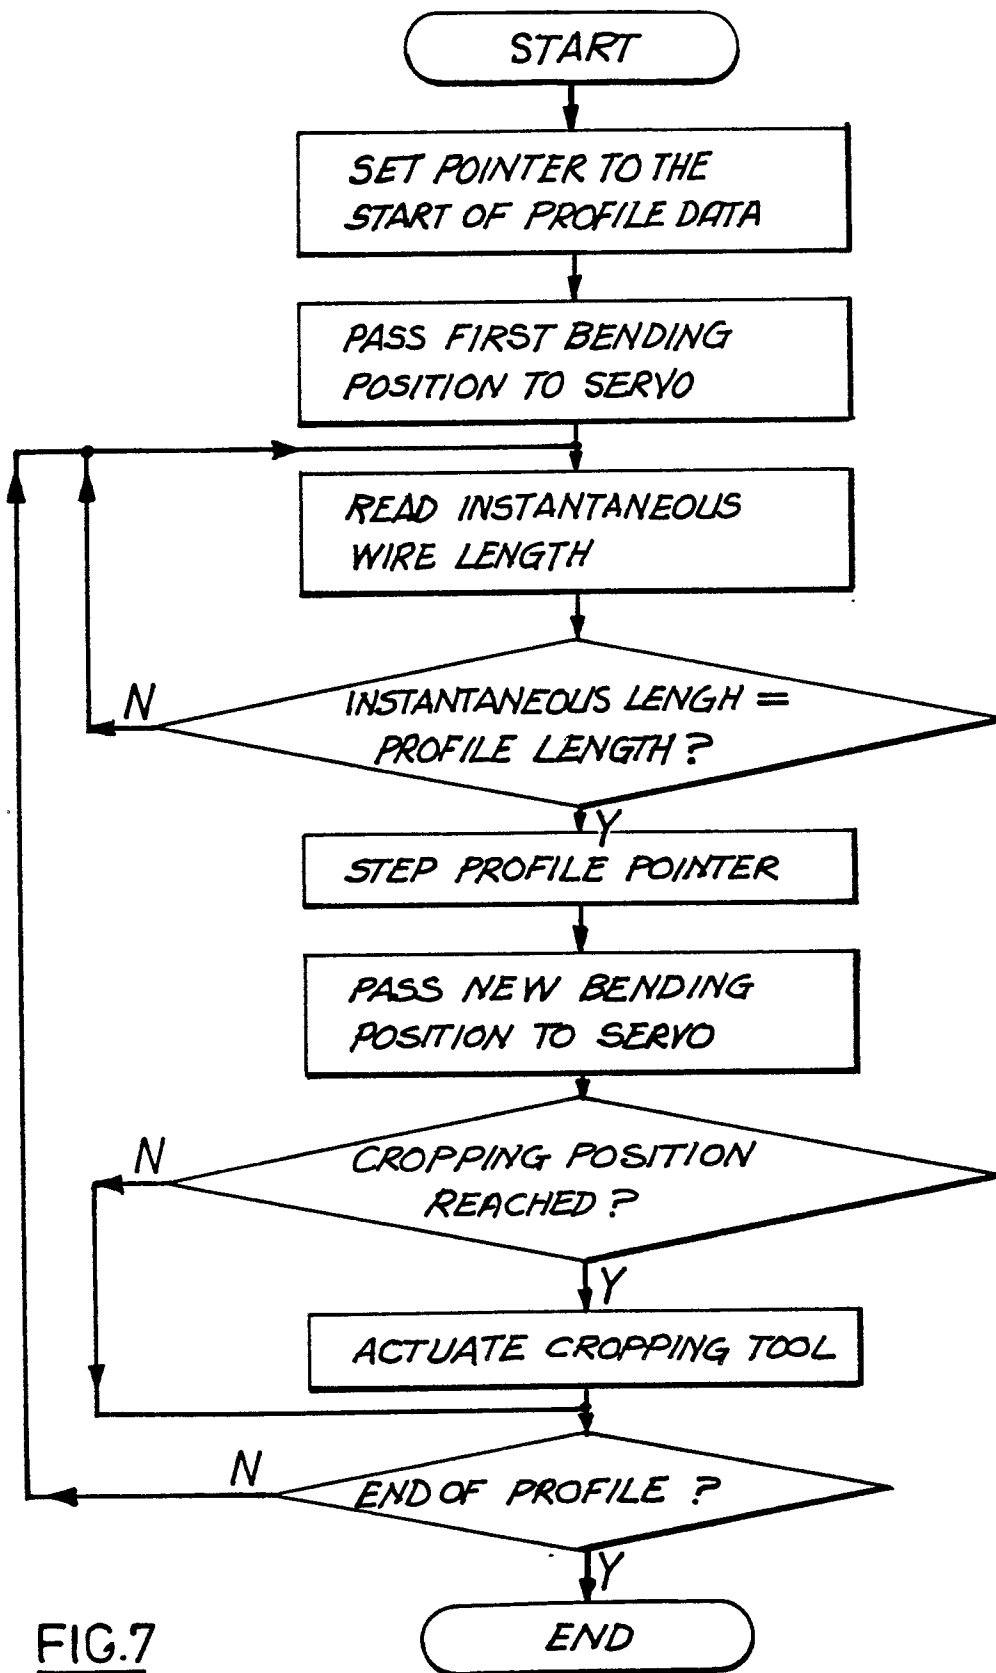 START
SET POINTER TO THE
START OF PROFILE DATA
PASS FIRST BENDING
POSITION TO SERVO
READ INSTANTANEOUS
WIRE LENGTH
INSTANTANEOUS LENGH =
PROFILE LENGTH?
N
Y
STEP PROFILE POINTER
PASS NEW BENDING
POSITION TO SERVO
CROPPING POSITION
REACHED?
N
Y
ACTUATE CROPPING TOOL
END OF PROFILE ?
N
Y
END
FIG.7